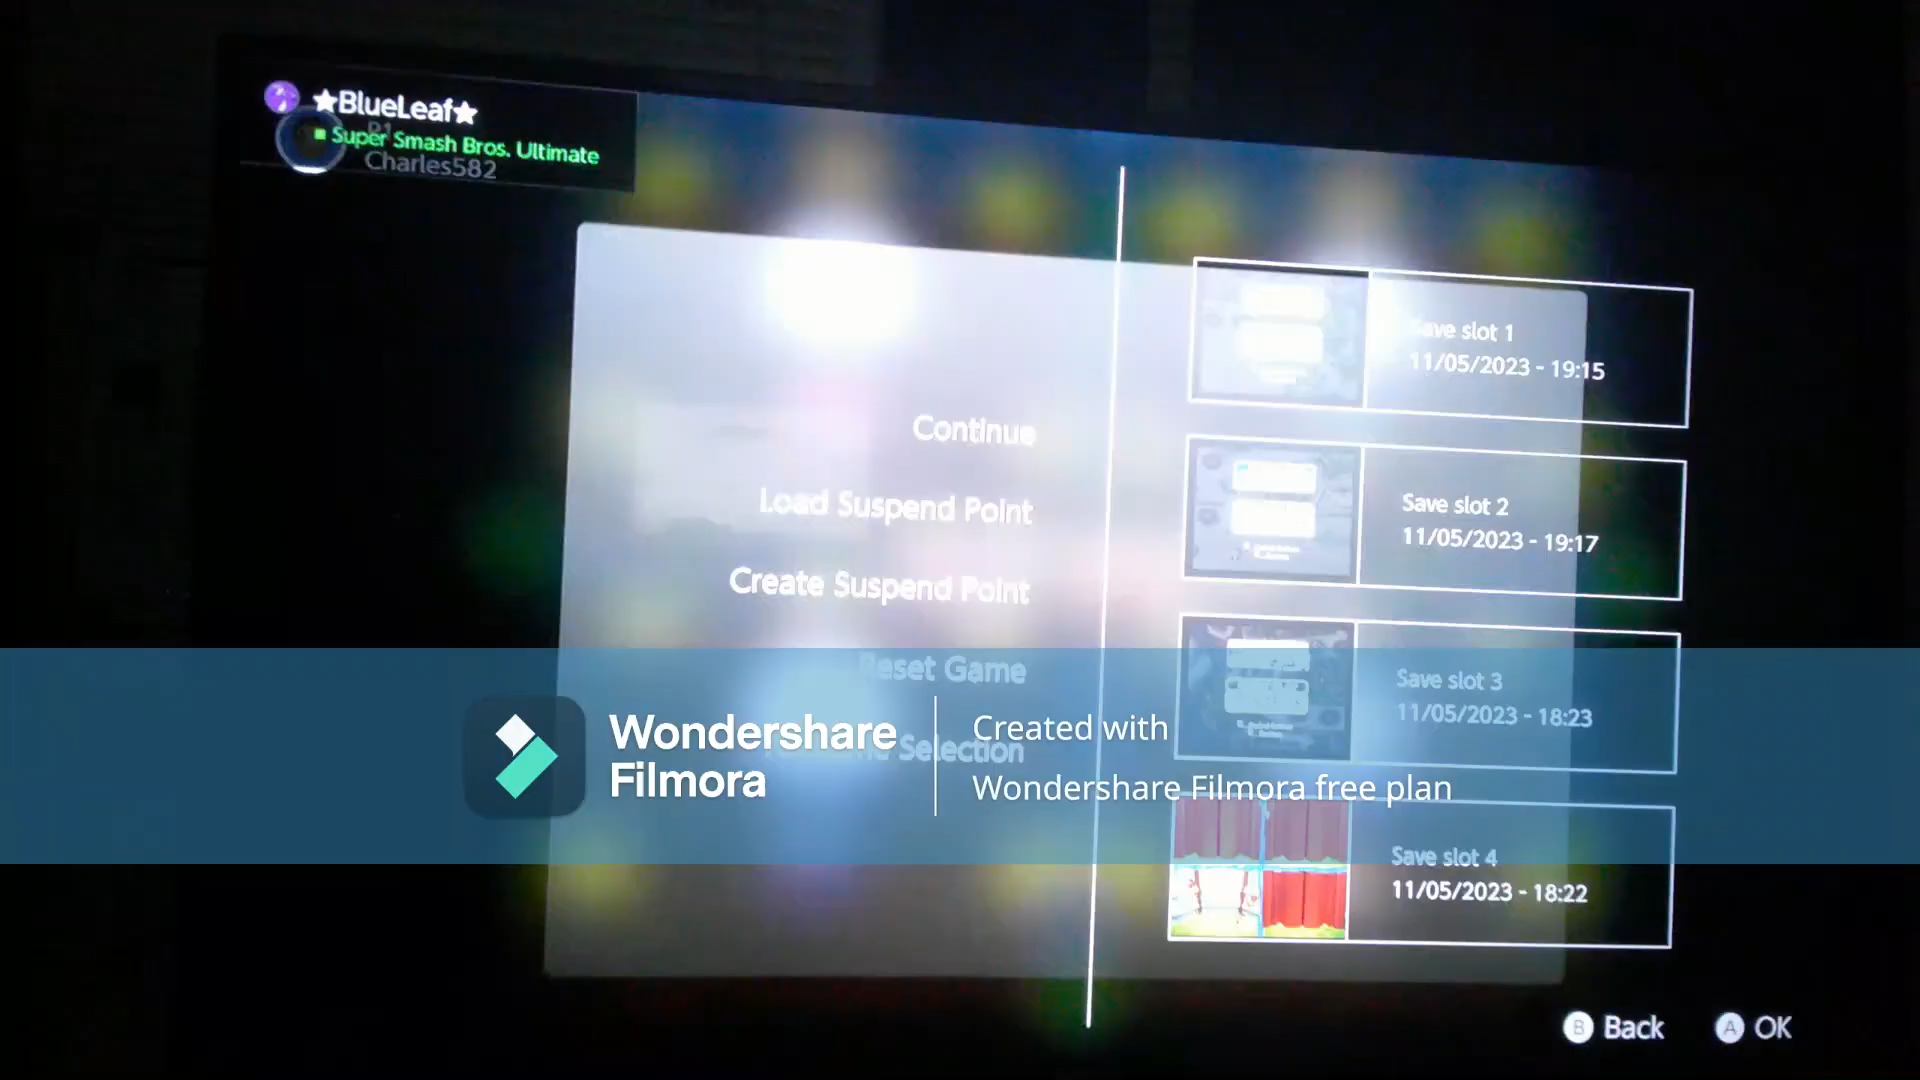 ★BlueLeaf★
Super Smash Bros. Ultimate
P1
Charles582
Continue
Load Suspend Point
Create Suspend Point
Reset Game
Selection
Save slot 1
11/05/2023 - 19:15
Save slot 2
11/05/2023 - 19:17
Save slot 3
11/05/2023 - 18:23
Save slot 4
11/05/2023 - 18:22
Wondershare
Filmora
Created with
Wondershare Filmora free plan
B Back
A OK